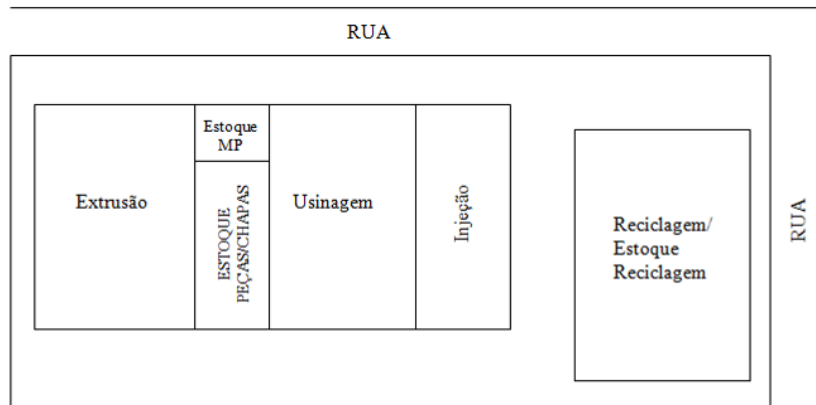 RUA
Estoque
MP
Extrusão
ESTOQUE
PEÇAS/CHAPAS
Usinagem
Injeção
Reciclagem/
Estoque
Reciclagem
RUA